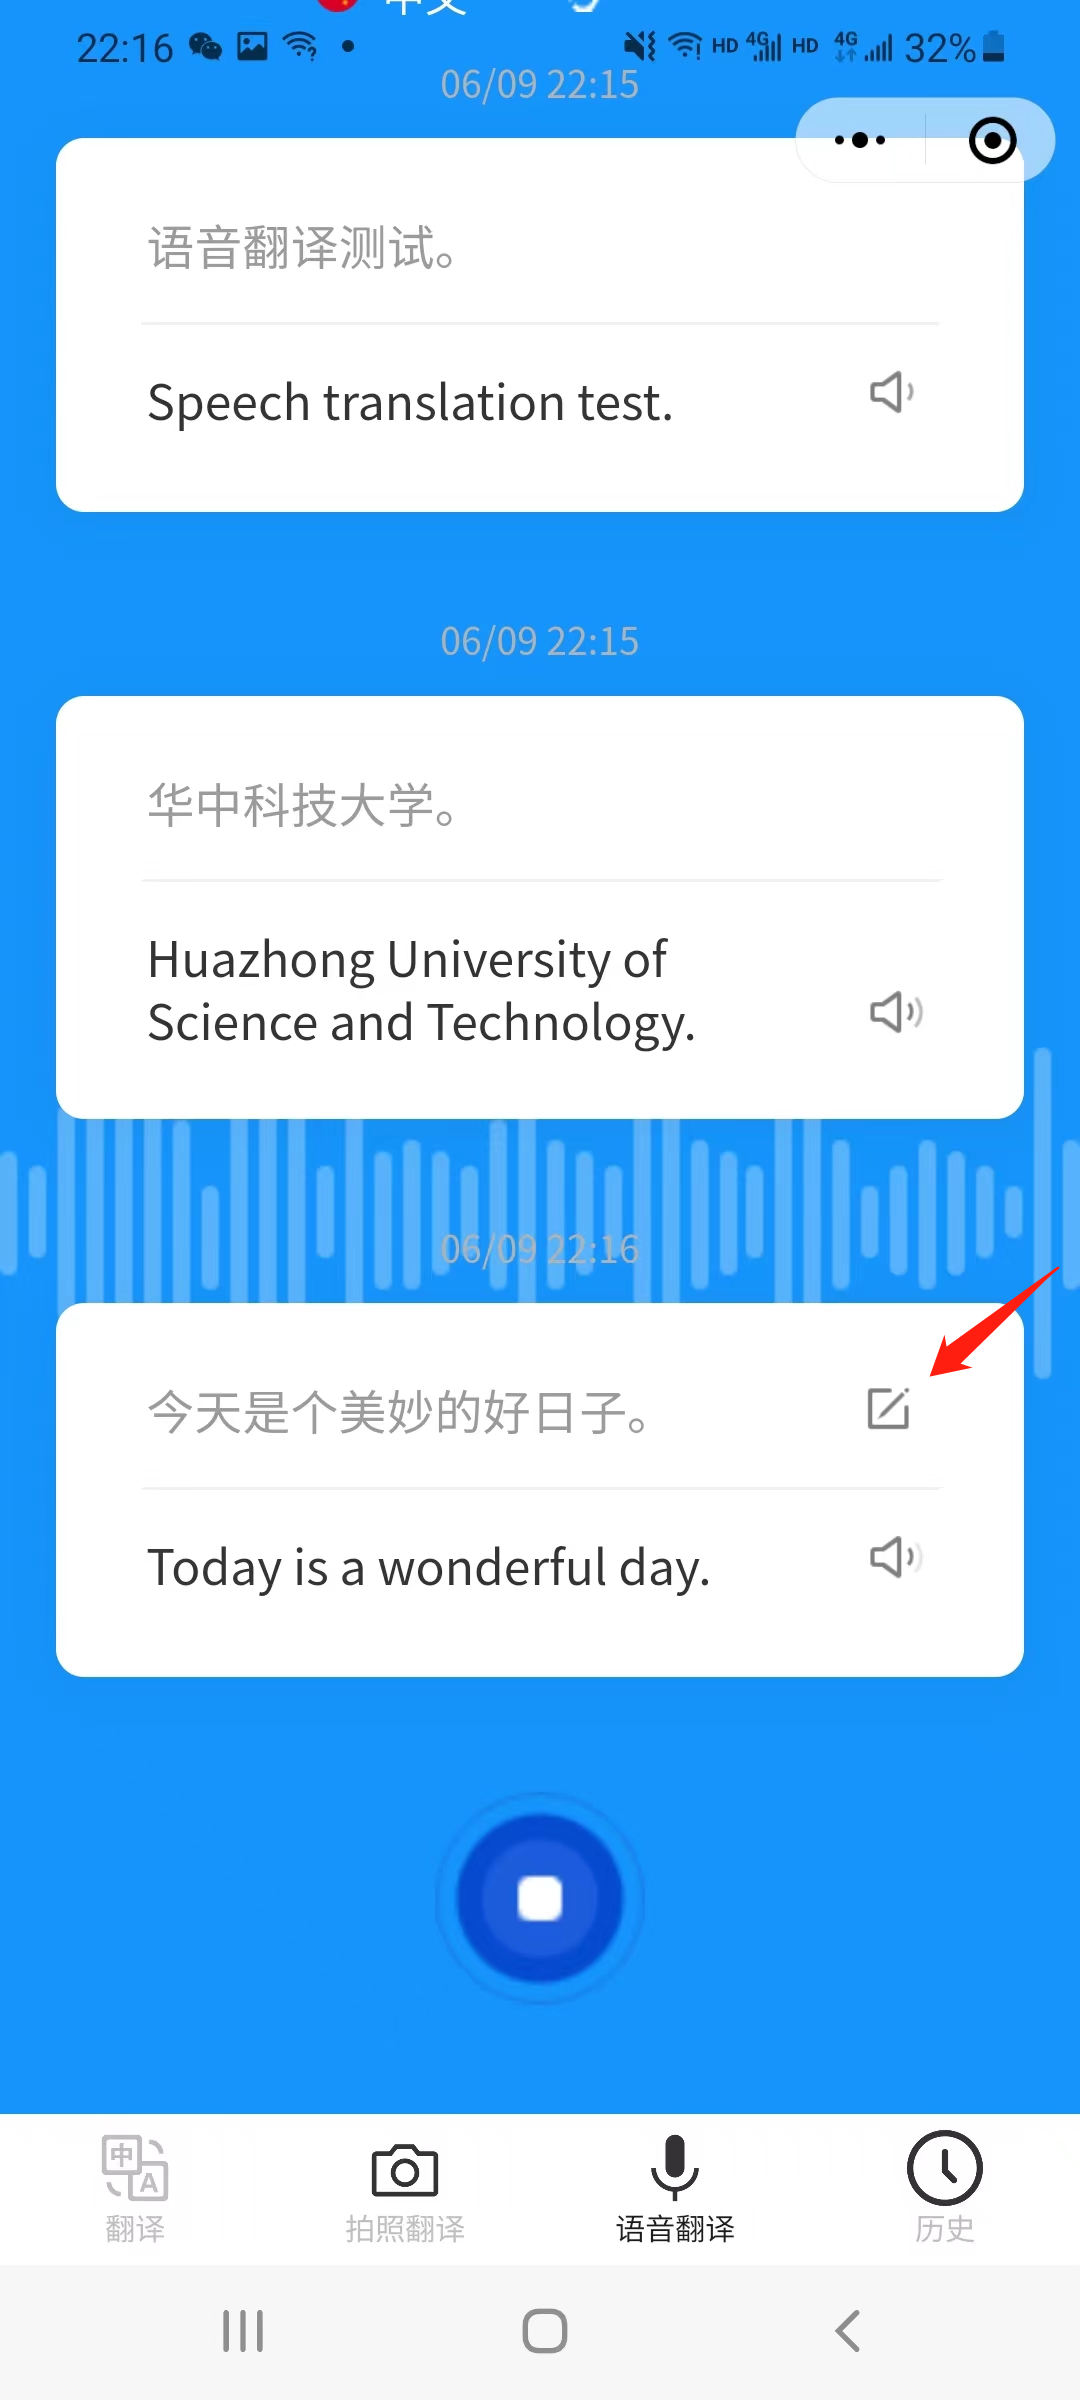 中文
22:16
HD 4G HD 4G 32%
06/09 22:15
语音翻译测试。
Speech translation test.
06/09 22:15
华中科技大学。
Huazhong University of
Science and Technology.
06/09 22:16
今天是个美妙的好日子。
Today is a wonderful day.
中 A
翻译
拍照翻译
语音翻译
历史